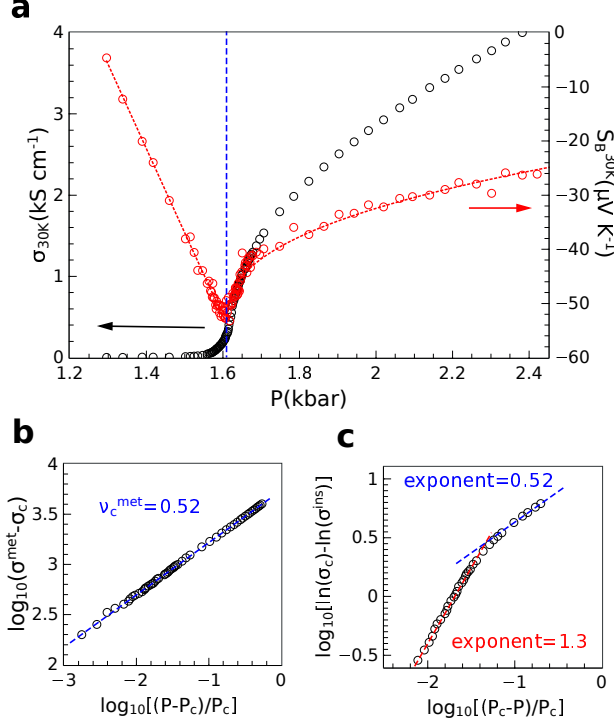 a
4
3
2
1
0
σ30K(kS cm⁻¹)
0
−10
−20
−30
−40
−50
−60
SB³⁰ᴷ(μV K⁻¹)
1.2
1.4
1.6
1.8
2
2.2
2.4
P(kbar)
b
4
3.5
3
2.5
2
log₁₀(σᵐᵉᵗ-σc)
νcᵐᵉᵗ=0.52
−3
−2
−1
0
log₁₀[(P-Pc)/Pc]
c
1
0.5
0
−0.5
log₁₀[ln(σc)-ln(σⁱⁿˢ)]
exponent=0.52
exponent=1.3
−2
−1
0
log₁₀[(Pc-P)/Pc]